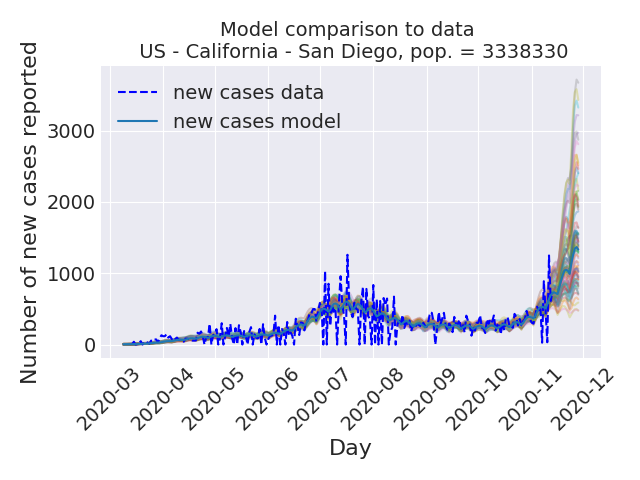 Model comparison to data
US - California - San Diego, pop. = 3338330
Number of new cases reported
3000
2000
1000
0
new cases data
new cases model
2020-03
2020-04
2020-05
2020-06
2020-07
2020-08
2020-09
2020-10
2020-11
2020-12
Day